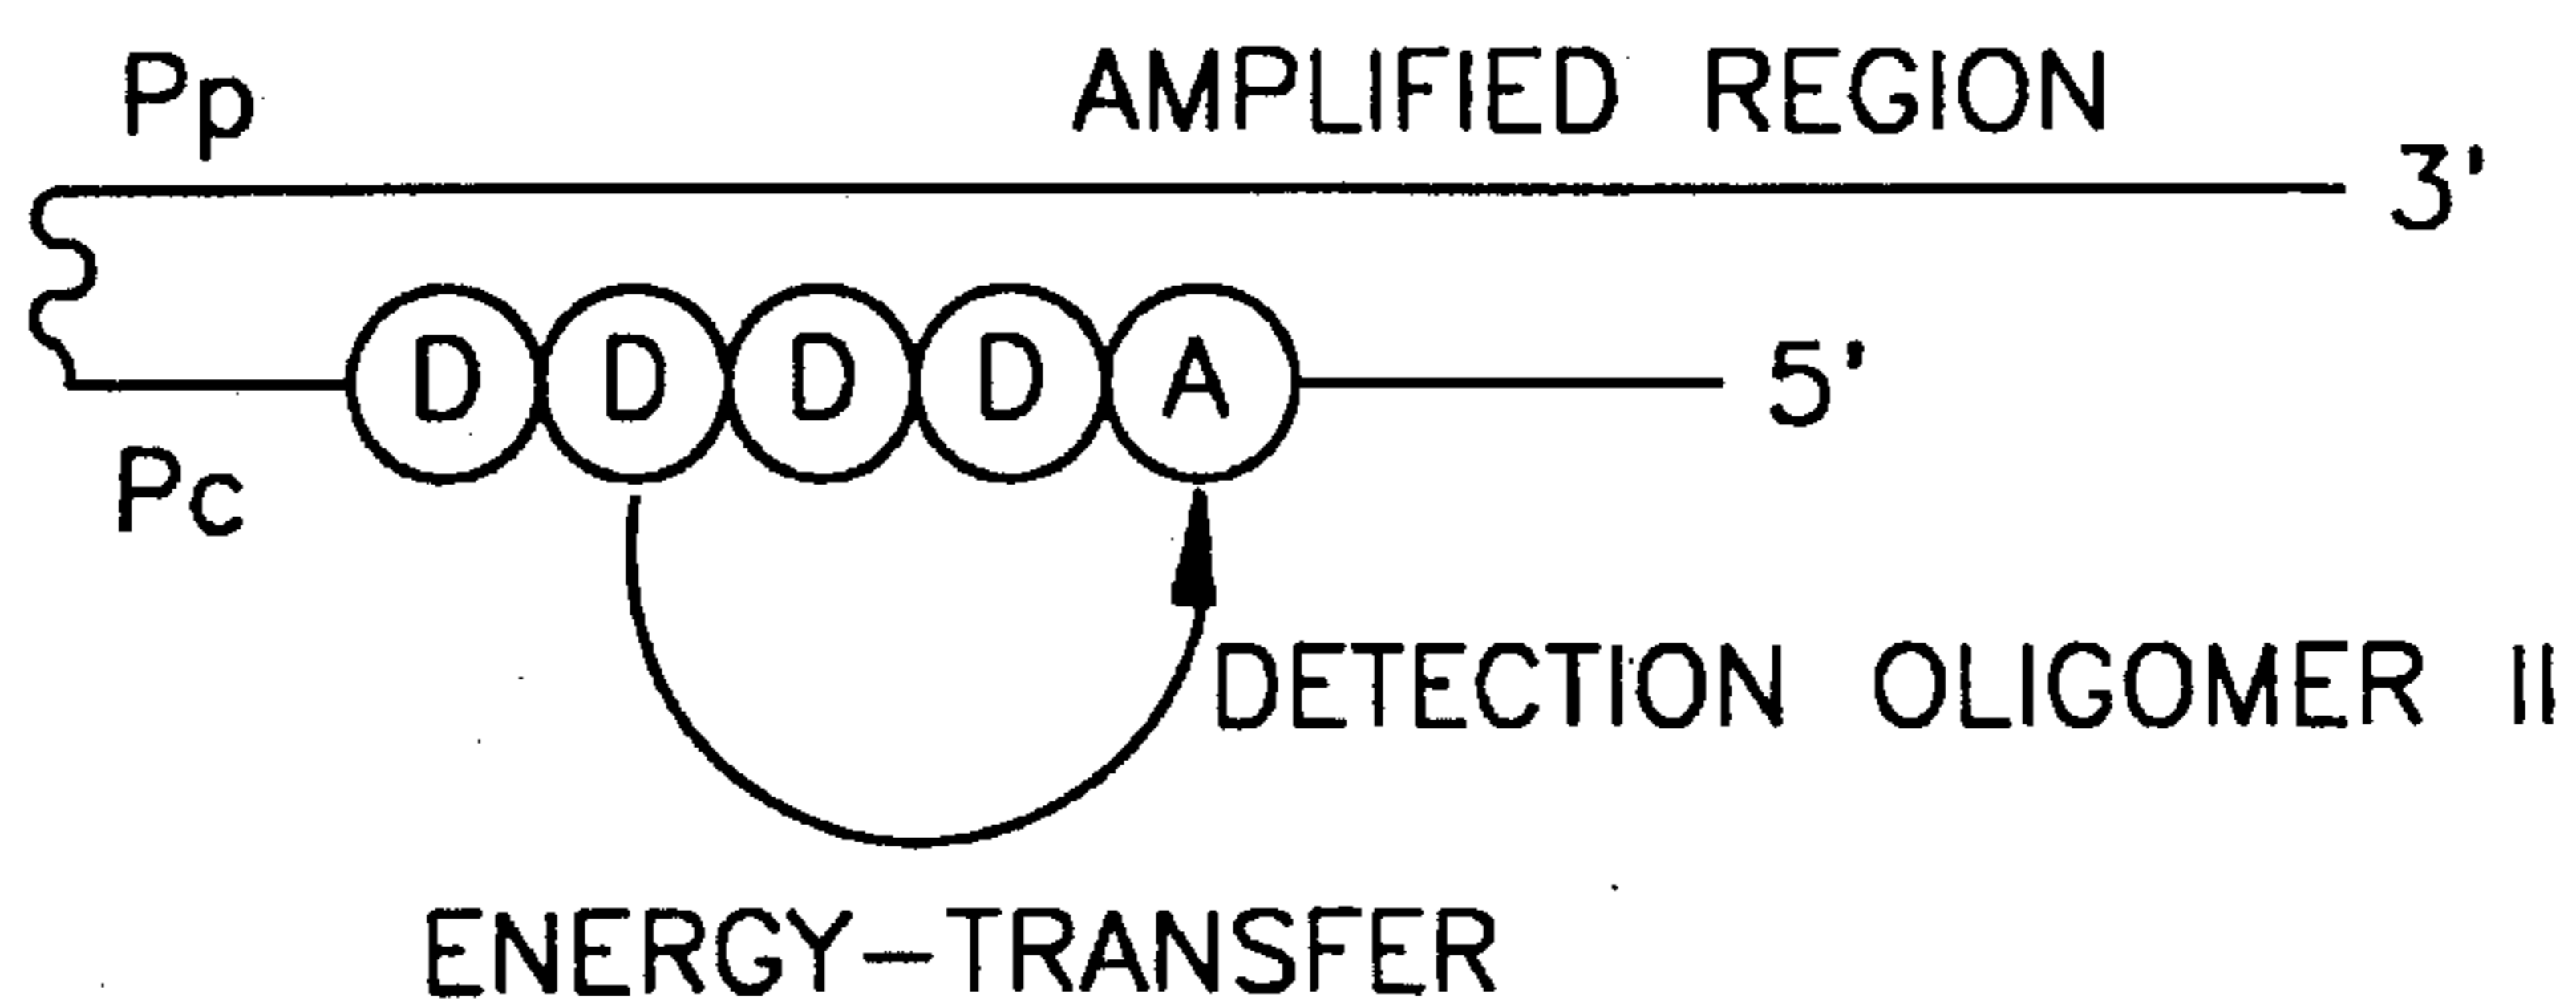 Pp
AMPLIFIED REGION
3'
D D D D A
5'
Pc
DETECTION OLIGOMER II
ENERGY-TRANSFER